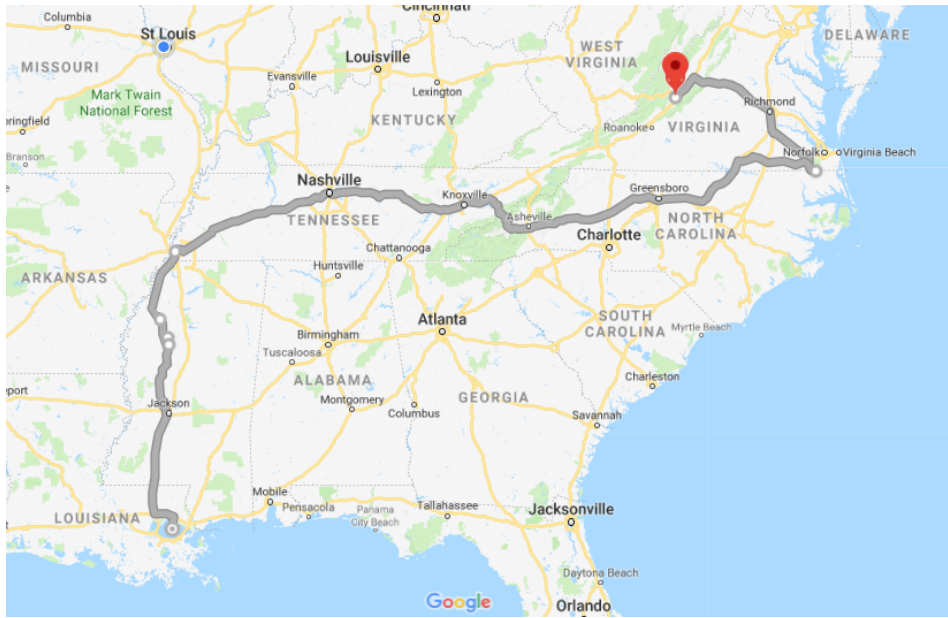 Cincinnati
Columbia
St Louis
WEST
VIRGINIA
DELAWARE
MISSOURI
Louisville
Evansville
Lexington
Mark Twain
National Forest
Richmond
KENTUCKY
Roanoke
VIRGINIA
Norfolk
Virginia Beach
Branson
Nashville
Knoxville
Greensboro
TENNESSEE
Asheville
NORTH
CAROLINA
Charlotte
Chattanooga
ARKANSAS
Huntsville
SOUTH
CAROLINA
Atlanta
Myrtle Beach
Birmingham
Tuscaloosa
ALABAMA
Charleston
GEORGIA
Montgomery
Columbus
Jackson
Savannah
Mobile
Pensacola
Panama
City Beach
Tallahassee
Jacksonville
LOUISIANA
Daytona Beach
Google
Orlando